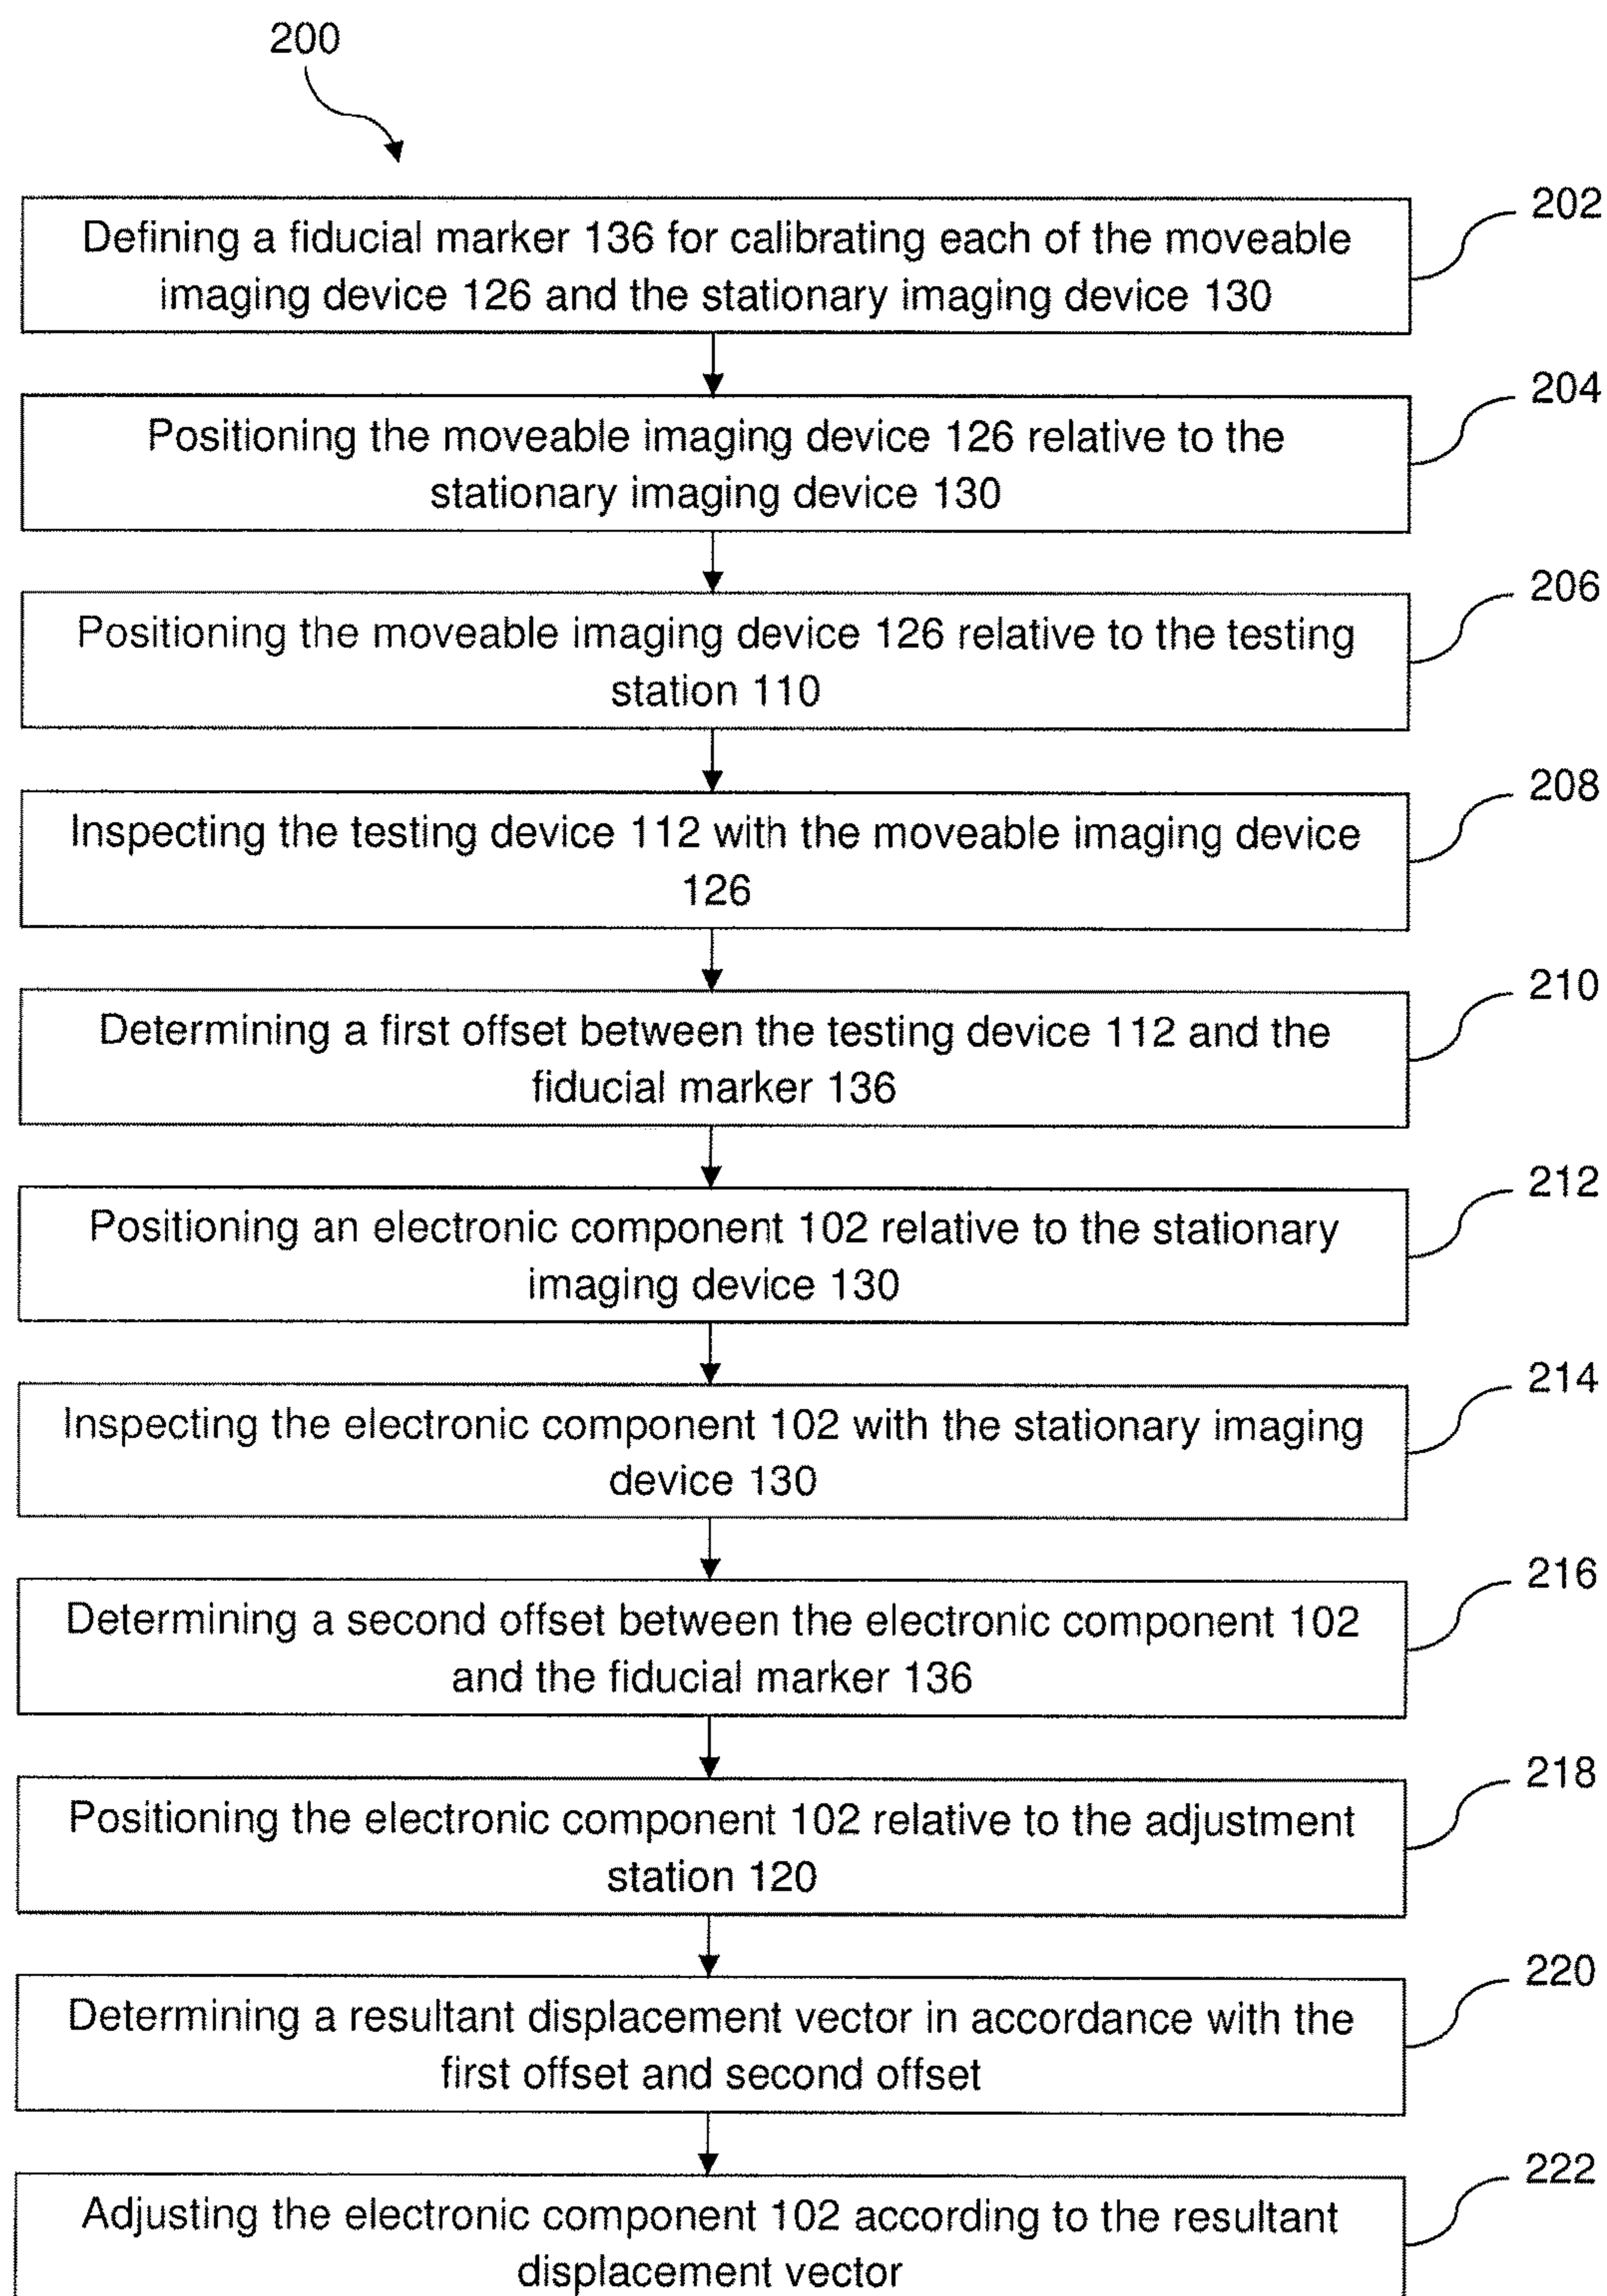 200
Defining a fiducial marker 136 for calibrating each of the moveable
imaging device 126 and the stationary imaging device 130
202
Positioning the moveable imaging device 126 relative to the
stationary imaging device 130
204
Positioning the moveable imaging device 126 relative to the testing
station 110
206
Inspecting the testing device 112 with the moveable imaging device
126
208
Determining a first offset between the testing device 112 and the
fiducial marker 136
210
Positioning an electronic component 102 relative to the stationary
imaging device 130
212
Inspecting the electronic component 102 with the stationary imaging
device 130
214
Determining a second offset between the electronic component 102
and the fiducial marker 136
216
Positioning the electronic component 102 relative to the adjustment
station 120
218
Determining a resultant displacement vector in accordance with the
first offset and second offset
220
Adjusting the electronic component 102 according to the resultant
displacement vector
222